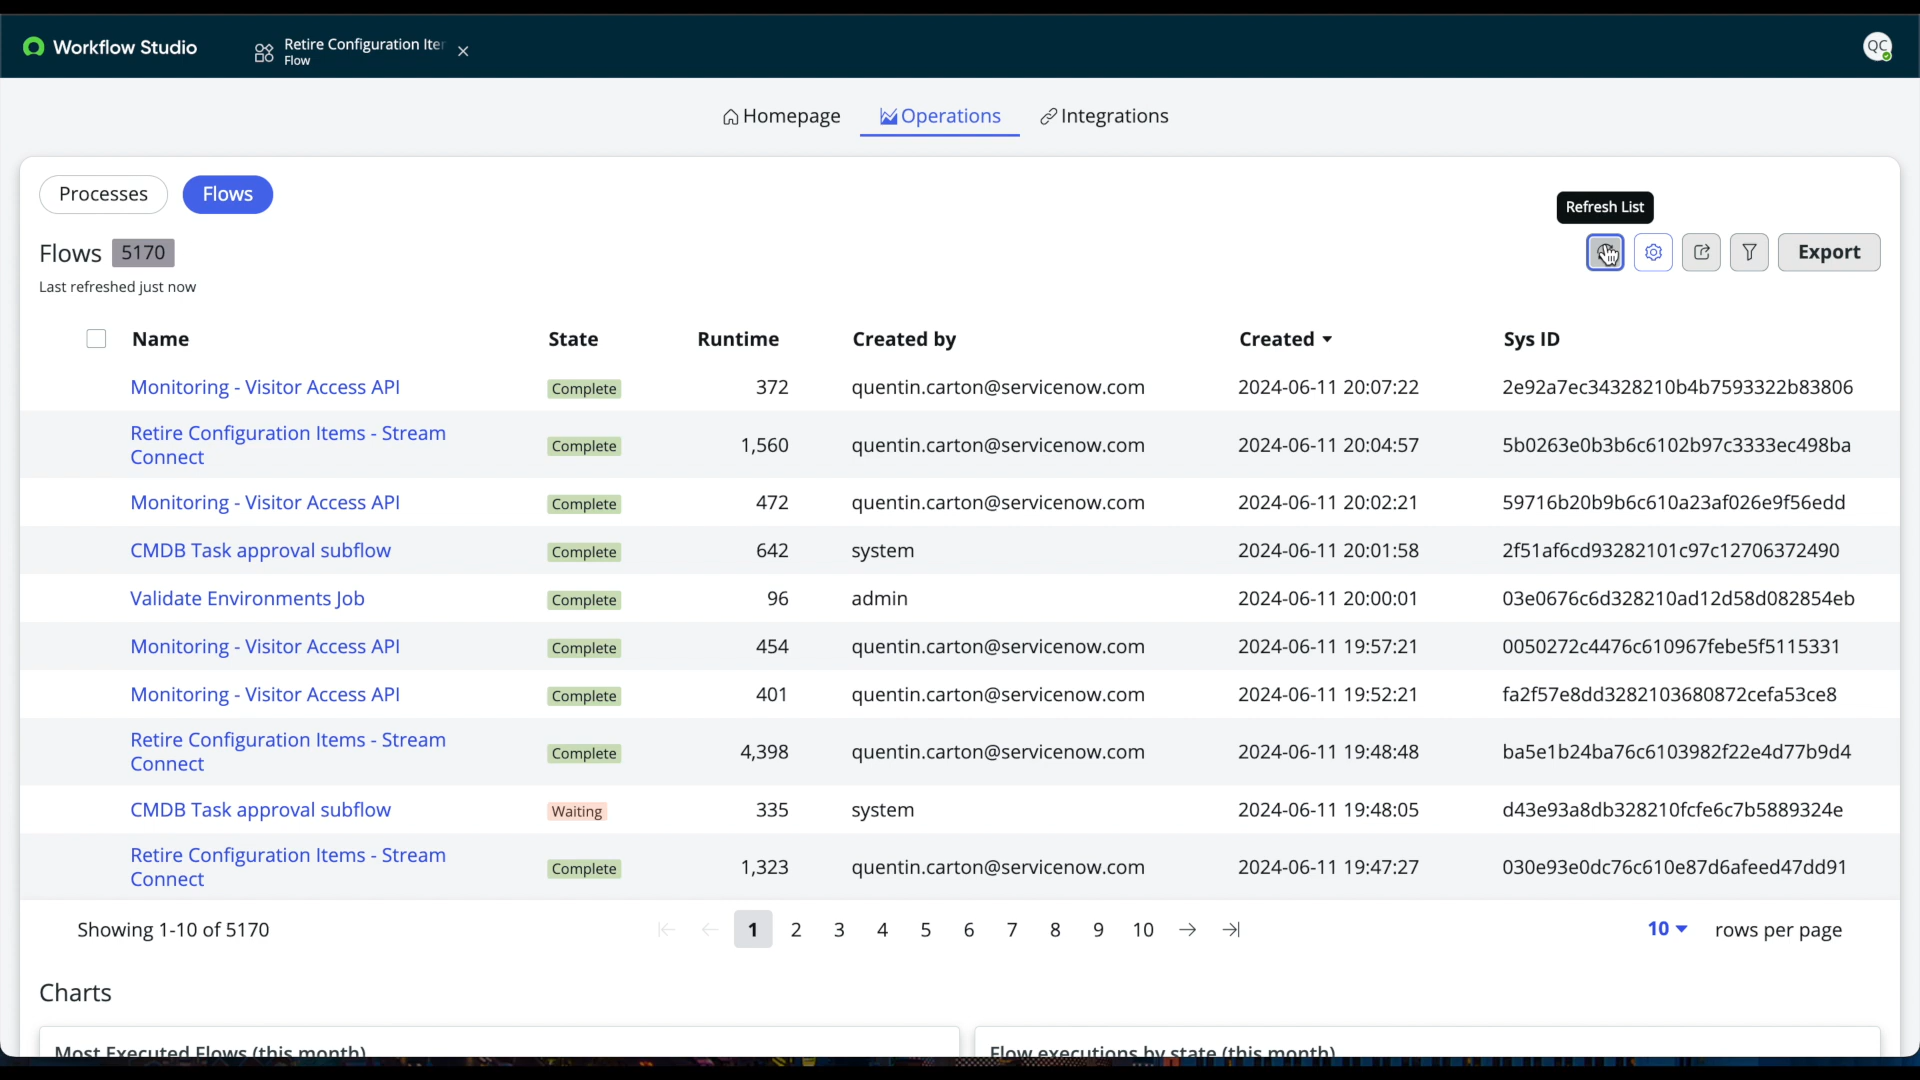 Workflow Studio
Retire Configuration Iter
Flow
QC
Homepage
Operations
Integrations
Processes
Flows
Refresh List
Flows 5170
Export
Last refreshed just now
Name State Runtime Created by Created Sys ID
Monitoring - Visitor Access API Complete 372 quentin.carton@servicenow.com 2024-06-11 20:07:22 2e92a7ec34328210b4b7593322b83806
Retire Configuration Items - Stream
Connect Complete 1,560 quentin.carton@servicenow.com 2024-06-11 20:04:57 5b0263e0b3b6c6102b97c3333ec498ba
Monitoring - Visitor Access API Complete 472 quentin.carton@servicenow.com 2024-06-11 20:02:21 59716b20b9b6c610a23af026e9f56edd
CMDB Task approval subflow Complete 642 system 2024-06-11 20:01:58 2f51af6cd93282101c97c12706372490
Validate Environments Job Complete 96 admin 2024-06-11 20:00:01 03e0676c6d328210ad12d58d082854eb
Monitoring - Visitor Access API Complete 454 quentin.carton@servicenow.com 2024-06-11 19:57:21 0050272c4476c610967febe5f5115331
Monitoring - Visitor Access API Complete 401 quentin.carton@servicenow.com 2024-06-11 19:52:21 fa2f57e8dd3282103680872cefa53ce8
Retire Configuration Items - Stream
Connect Complete 4,398 quentin.carton@servicenow.com 2024-06-11 19:48:48 ba5e1b24ba76c6103982f22e4d77b9d4
CMDB Task approval subflow Waiting 335 system 2024-06-11 19:48:05 d43e93a8db328210fcfe6c7b5889324e
Retire Configuration Items - Stream
Connect Complete 1,323 quentin.carton@servicenow.com 2024-06-11 19:47:27 030e93e0dc76c610e87d6afeed47dd91
Showing 1-10 of 5170 1 2 3 4 5 6 7 8 9 10 10 rows per page
Charts
Most Executed Flows (this month)
Flow executions by state (this month)